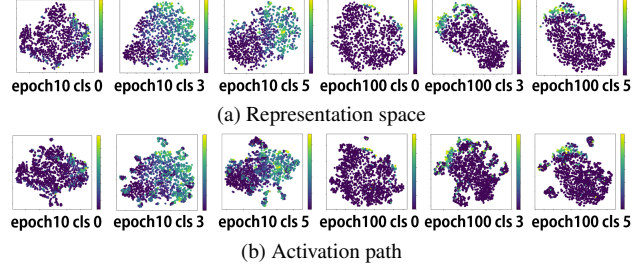 epoch10 cls 0 epoch10 cls 3 epoch10 cls 5 epoch100 cls 0 epoch100 cls 3 epoch100 cls 5
(a) Representation space
epoch10 cls 0 epoch10 cls 3 epoch10 cls 5 epoch100 cls 0 epoch100 cls 3 epoch100 cls 5
(b) Activation path